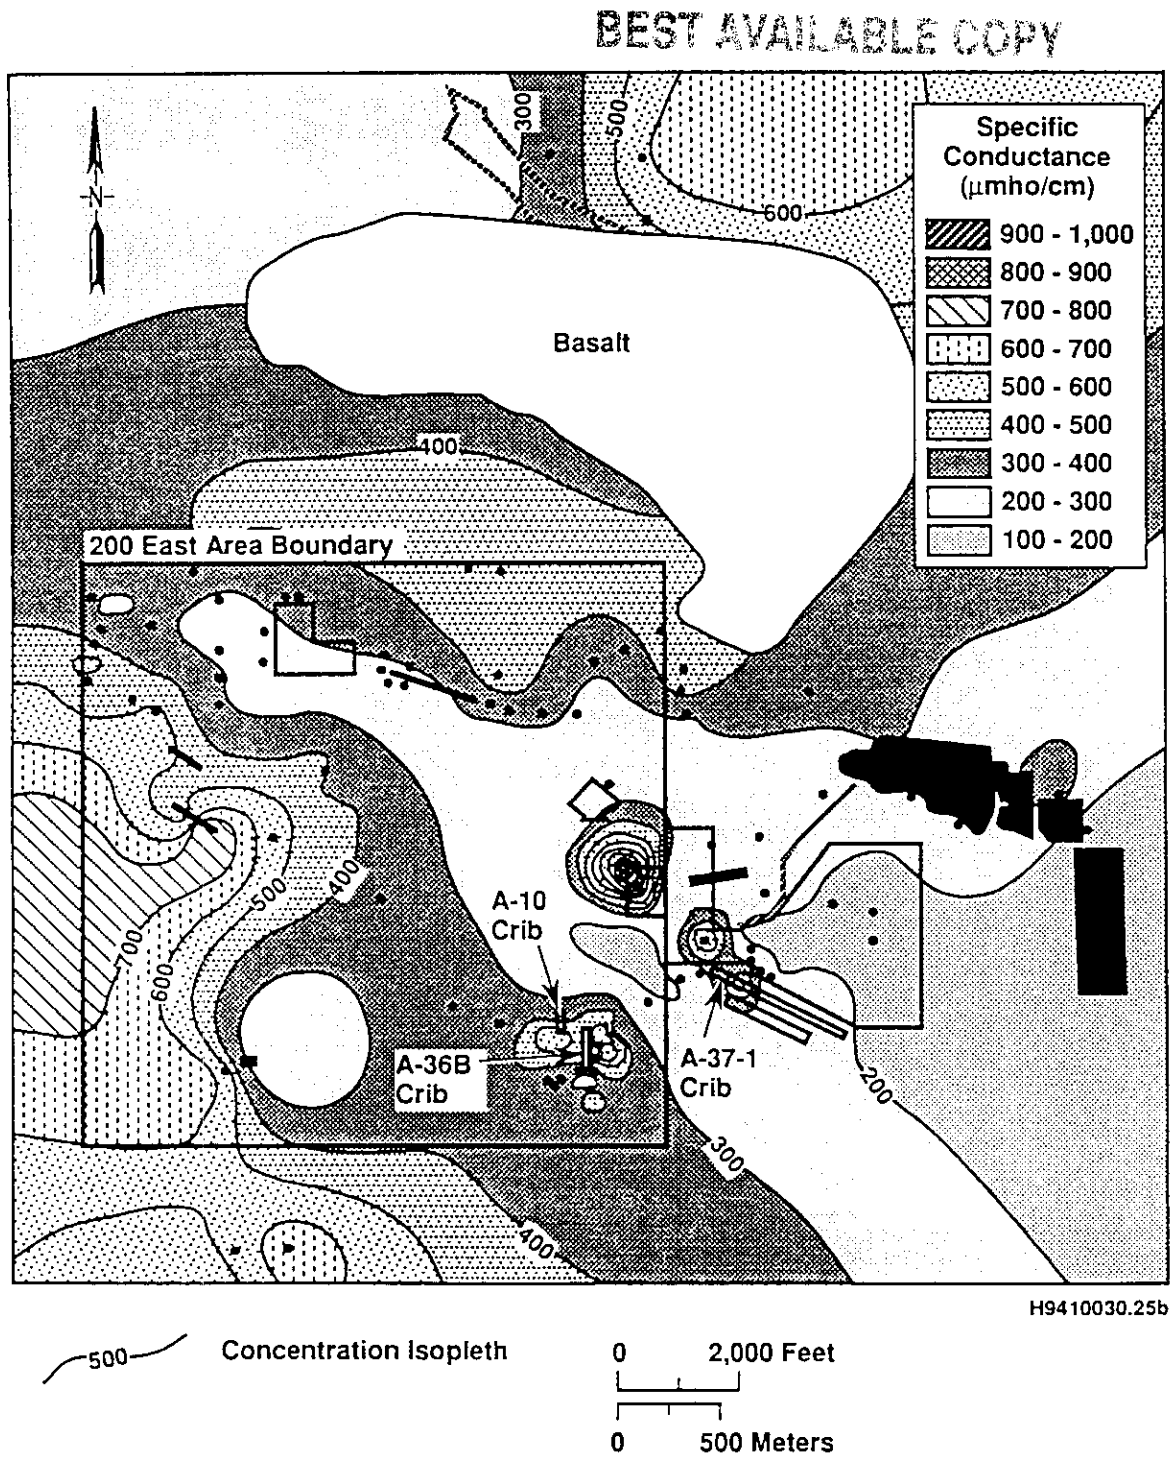 BEST AVAILABLE COPY
300
500
600
N
Specific
Conductance
(µmho/cm)
900 - 1,000
800 - 900
700 - 800
600 - 700
500 - 600
400 - 500
300 - 400
200 - 300
100 - 200
Basalt
400
200 East Area Boundary
400
500
700
600
A-10
Crib
A-36B
Crib
A-37-1
Crib
200
300
400
H9410030.25b
500
Concentration Isopleth
0 2,000 Feet
0 500 Meters